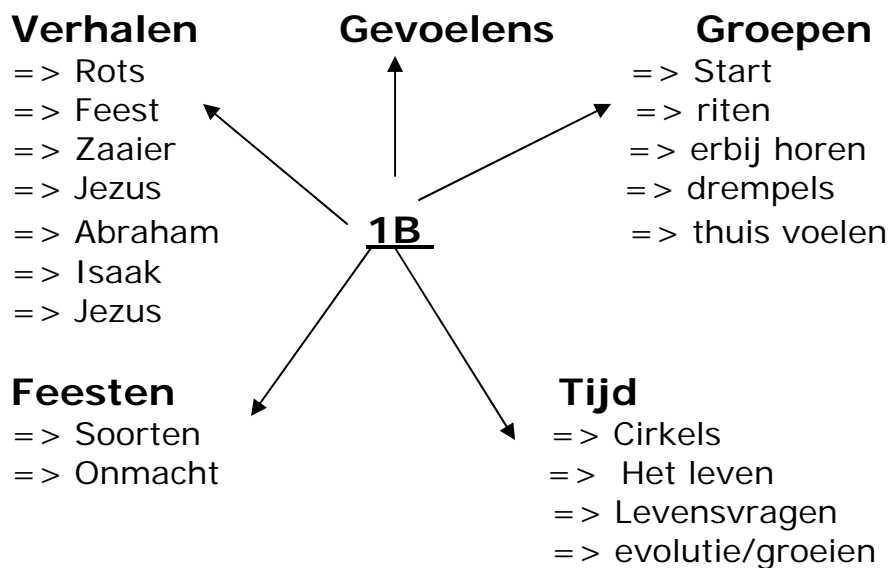 Verhalen
=> Rots
=> Feest
=> Zaaier
=> Jezus
=> Abraham
=> Isaak
=> Jezus
Gevoelens
Groepen
=> Start
=> riten
=> erbij horen
=> drempels
=> thuis voelen
1B
Feesten
=> Soorten
=> Onmacht
Tijd
=> Cirkels
=> Het leven
=> Levensvragen
=> evolutie/groeien